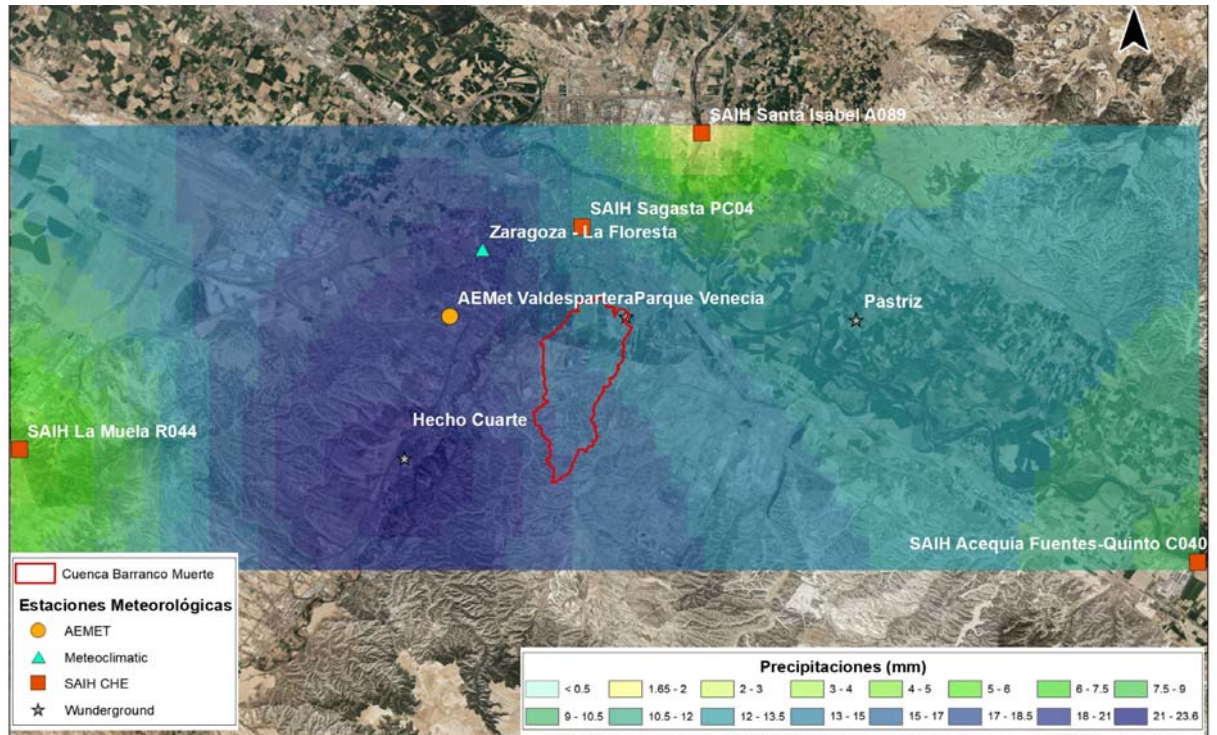 SAIH Santa Isabel A089
SAIH Sagasta PC04
Zaragoza - La Floresta
AEMet Valdespartera
Parque Venecia
Pastriz
Hecho Cuarte
SAIH La Muela R044
SAIH Acequia Fuentes-Quinto C040
Cuenca Barranco Muerte
Estaciones Meteorológicas
AEMET
Meteoclimatic
SAIH CHE
Wunderground
Precipitaciones (mm)
< 0.5 1.65 - 2 2 - 3 3 - 4 4 - 5 5 - 6 6 - 7.5 7.5 - 9
9 - 10.5 10.5 - 12 12 - 13.5 13 - 15 15 - 17 17 - 18.5 18 - 21 21 - 23.6